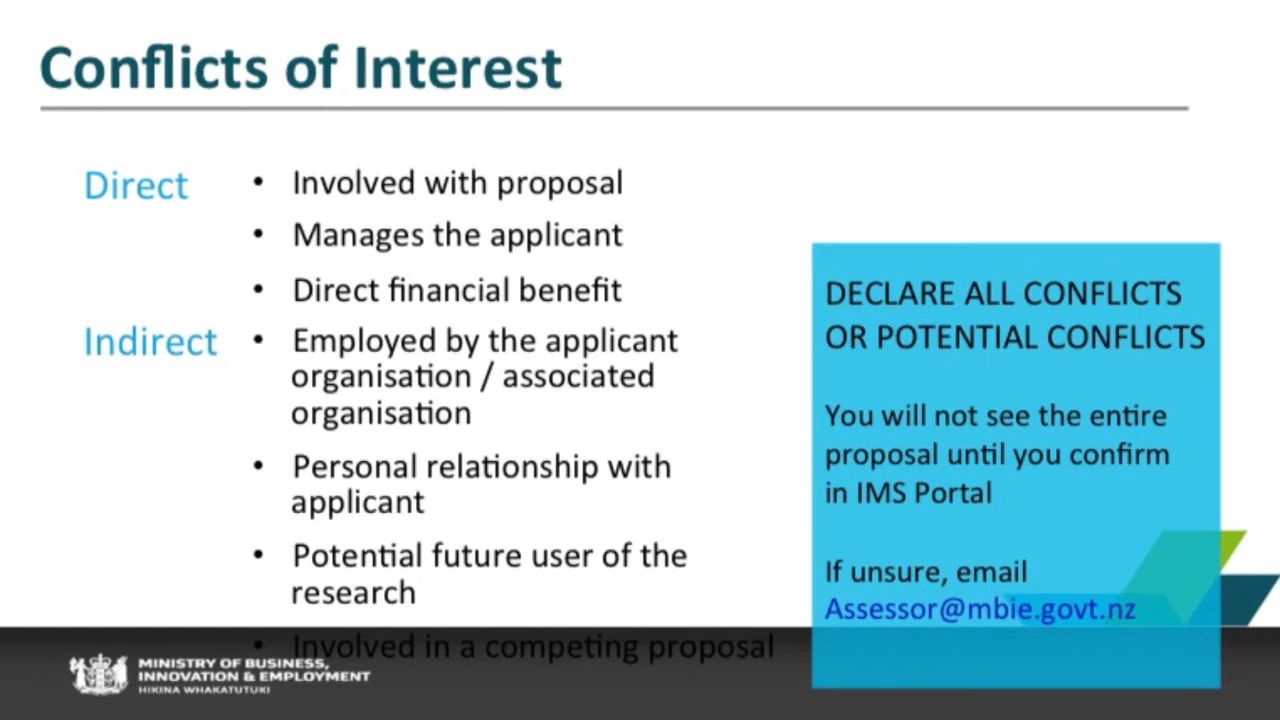 Conflicts of Interest
Direct
• Involved with proposal
• Manages the applicant
• Direct financial benefit
Indirect
• Employed by the applicant
organisation / associated
organisation
• Personal relationship with
applicant
• Potential future user of the
research
• Involved in a competing proposal
DECLARE ALL CONFLICTS
OR POTENTIAL CONFLICTS
You will not see the entire
proposal until you confirm
in IMS Portal
If unsure, email
Assessor@mbie.govt.nz
MINISTRY OF BUSINESS,
INNOVATION & EMPLOYMENT
HIKINA WHAKATUTUKI